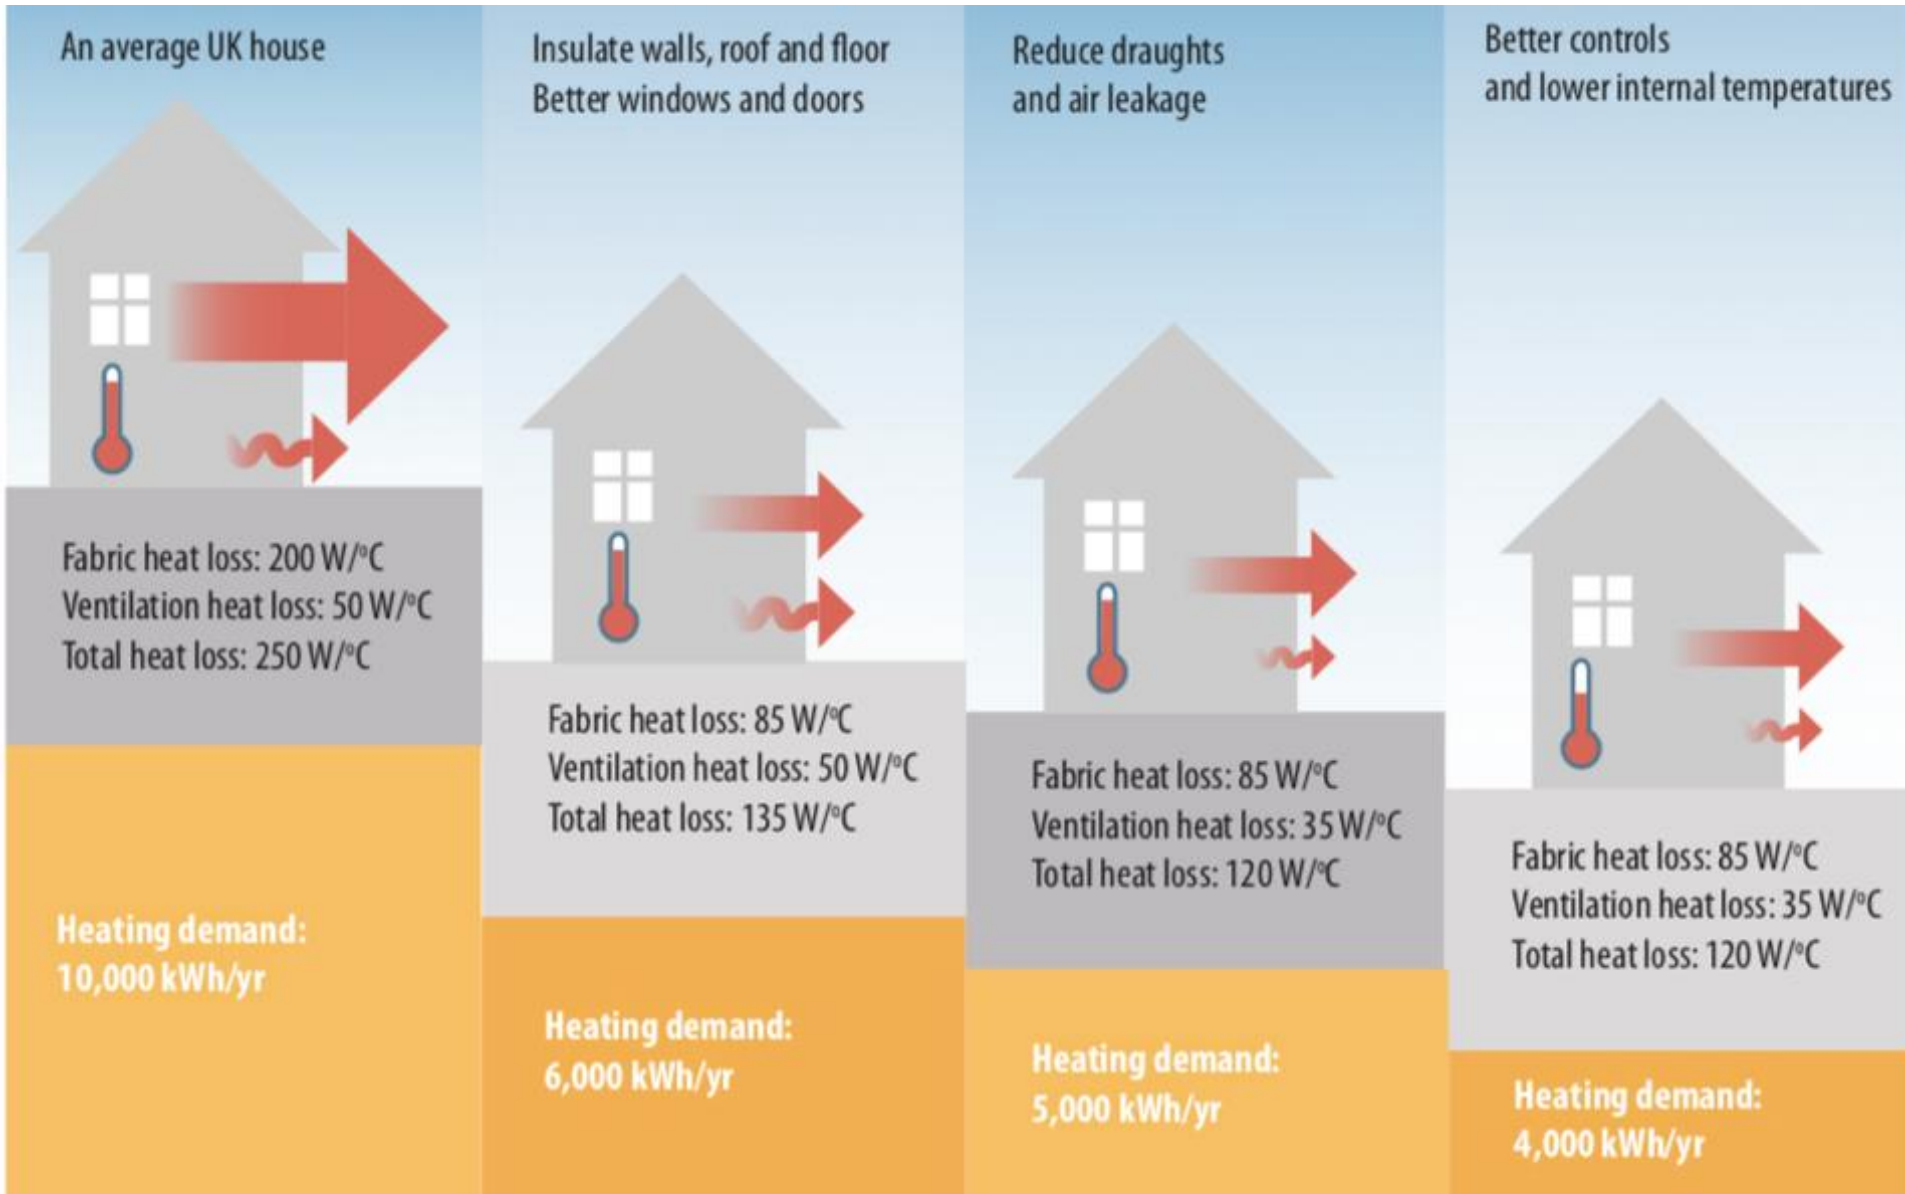 An average UK house
Fabric heat loss: 200 W/°C
Ventilation heat loss: 50 W/°C
Total heat loss: 250 W/°C
Heating demand:
10,000 kWh/yr
Insulate walls, roof and floor
Better windows and doors
Fabric heat loss: 85 W/°C
Ventilation heat loss: 50 W/°C
Total heat loss: 135 W/°C
Heating demand:
6,000 kWh/yr
Reduce draughts
and air leakage
Fabric heat loss: 85 W/°C
Ventilation heat loss: 35 W/°C
Total heat loss: 120 W/°C
Heating demand:
5,000 kWh/yr
Better controls
and lower internal temperatures
Fabric heat loss: 85 W/°C
Ventilation heat loss: 35 W/°C
Total heat loss: 120 W/°C
Heating demand:
4,000 kWh/yr